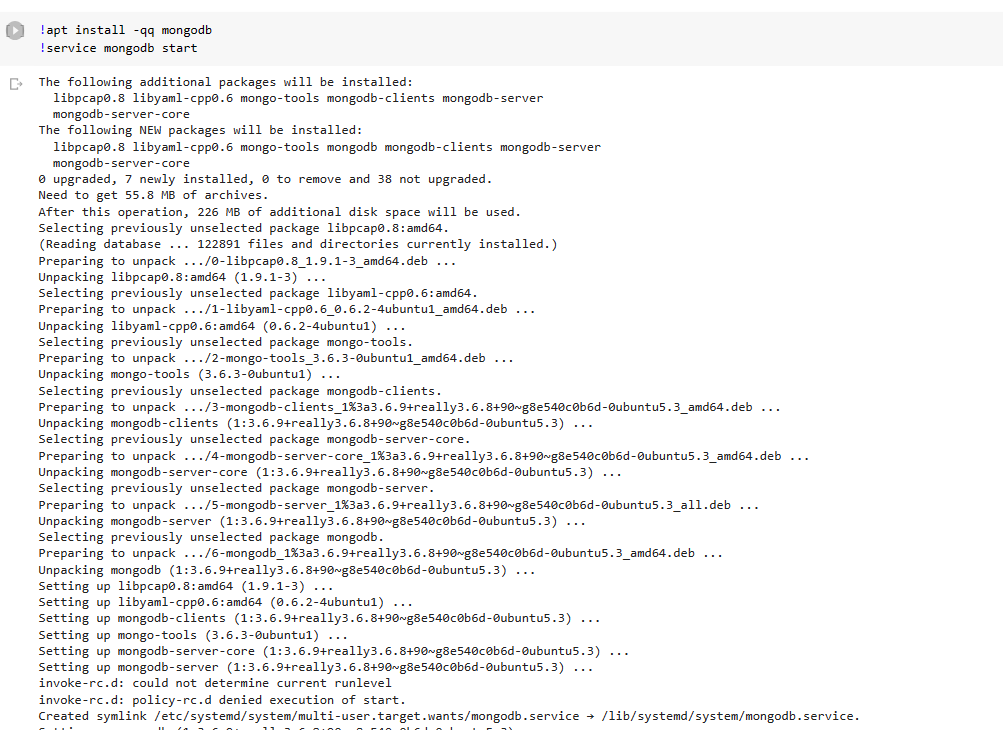 !apt install -qq mongodb
!service mongodb start
The following additional packages will be installed:
libpcap0.8 libyaml-cpp0.6 mongo-tools mongodb-clients mongodb-server
mongodb-server-core
The following NEW packages will be installed:
libpcap0.8 libyaml-cpp0.6 mongo-tools mongodb mongodb-clients mongodb-server
mongodb-server-core
0 upgraded, 7 newly installed, 0 to remove and 38 not upgraded.
Need to get 55.8 MB of archives.
After this operation, 226 MB of additional disk space will be used.
Selecting previously unselected package libpcap0.8:amd64.
(Reading database ... 122891 files and directories currently installed.)
Preparing to unpack .../0-libpcap0.8_1.9.1-3_amd64.deb ...
Unpacking libpcap0.8:amd64 (1.9.1-3) ...
Selecting previously unselected package libyaml-cpp0.6:amd64.
Preparing to unpack .../1-libyaml-cpp0.6_0.6.2-4ubuntu1_amd64.deb ...
Unpacking libyaml-cpp0.6:amd64 (0.6.2-4ubuntu1) ...
Selecting previously unselected package mongo-tools.
Preparing to unpack .../2-mongo-tools_3.6.3-0ubuntu1_amd64.deb ...
Unpacking mongo-tools (3.6.3-0ubuntu1) ...
Selecting previously unselected package mongodb-clients.
Preparing to unpack .../3-mongodb-clients_1%3a3.6.9+really3.6.8+90~g8e540c0b6d-0ubuntu5.3_amd64.deb ...
Unpacking mongodb-clients (1:3.6.9+really3.6.8+90~g8e540c0b6d-0ubuntu5.3) ...
Selecting previously unselected package mongodb-server-core.
Preparing to unpack .../4-mongodb-server-core_1%3a3.6.9+really3.6.8+90~g8e540c0b6d-0ubuntu5.3_amd64.deb ...
Unpacking mongodb-server-core (1:3.6.9+really3.6.8+90~g8e540c0b6d-0ubuntu5.3) ...
Selecting previously unselected package mongodb-server.
Preparing to unpack .../5-mongodb-server_1%3a3.6.9+really3.6.8+90~g8e540c0b6d-0ubuntu5.3_all.deb ...
Unpacking mongodb-server (1:3.6.9+really3.6.8+90~g8e540c0b6d-0ubuntu5.3) ...
Selecting previously unselected package mongodb.
Preparing to unpack .../6-mongodb_1%3a3.6.9+really3.6.8+90~g8e540c0b6d-0ubuntu5.3_amd64.deb ...
Unpacking mongodb (1:3.6.9+really3.6.8+90~g8e540c0b6d-0ubuntu5.3) ...
Setting up libpcap0.8:amd64 (1.9.1-3) ...
Setting up libyaml-cpp0.6:amd64 (0.6.2-4ubuntu1) ...
Setting up mongodb-clients (1:3.6.9+really3.6.8+90~g8e540c0b6d-0ubuntu5.3) ...
Setting up mongo-tools (3.6.3-0ubuntu1) ...
Setting up mongodb-server-core (1:3.6.9+really3.6.8+90~g8e540c0b6d-0ubuntu5.3) ...
Setting up mongodb-server (1:3.6.9+really3.6.8+90~g8e540c0b6d-0ubuntu5.3) ...
invoke-rc.d: could not determine current runlevel
invoke-rc.d: policy-rc.d denied execution of start.
Created symlink /etc/systemd/system/multi-user.target.wants/mongodb.service → /lib/systemd/system/mongodb.service.